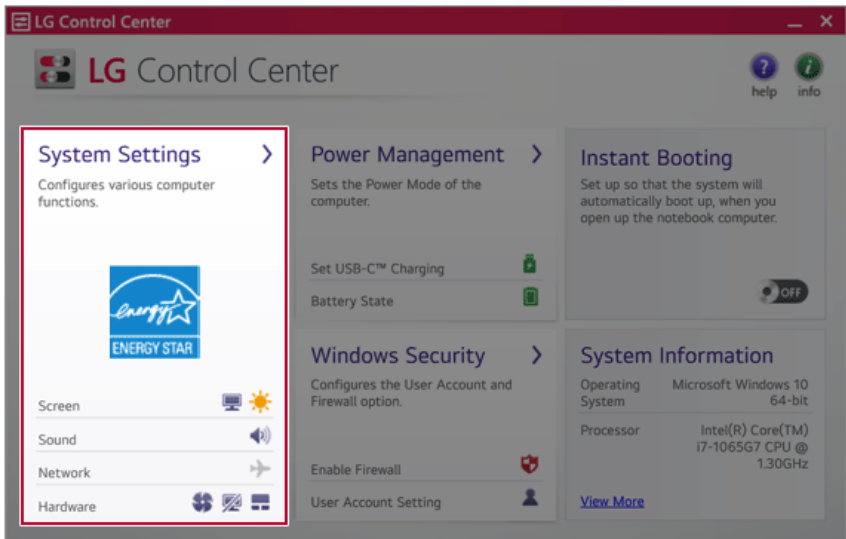 LG Control Center
LG Control Center
help
info
System Settings
Configures various computer
functions.
energy
ENERGY STAR
Screen
Sound
Network
Hardware
Power Management
Sets the Power Mode of the
computer.
Set USB-C™ Charging
Battery State
Instant Booting
Set up so that the system will
automatically boot up, when you
open up the notebook computer.
OFF
Windows Security
Configures the User Account and
Firewall option.
Enable Firewall
User Account Setting
System Information
Operating System
Microsoft Windows 10
64-bit
Processor
Intel(R) Core(TM)
i7-1065G7 CPU @
1.30GHz
View More